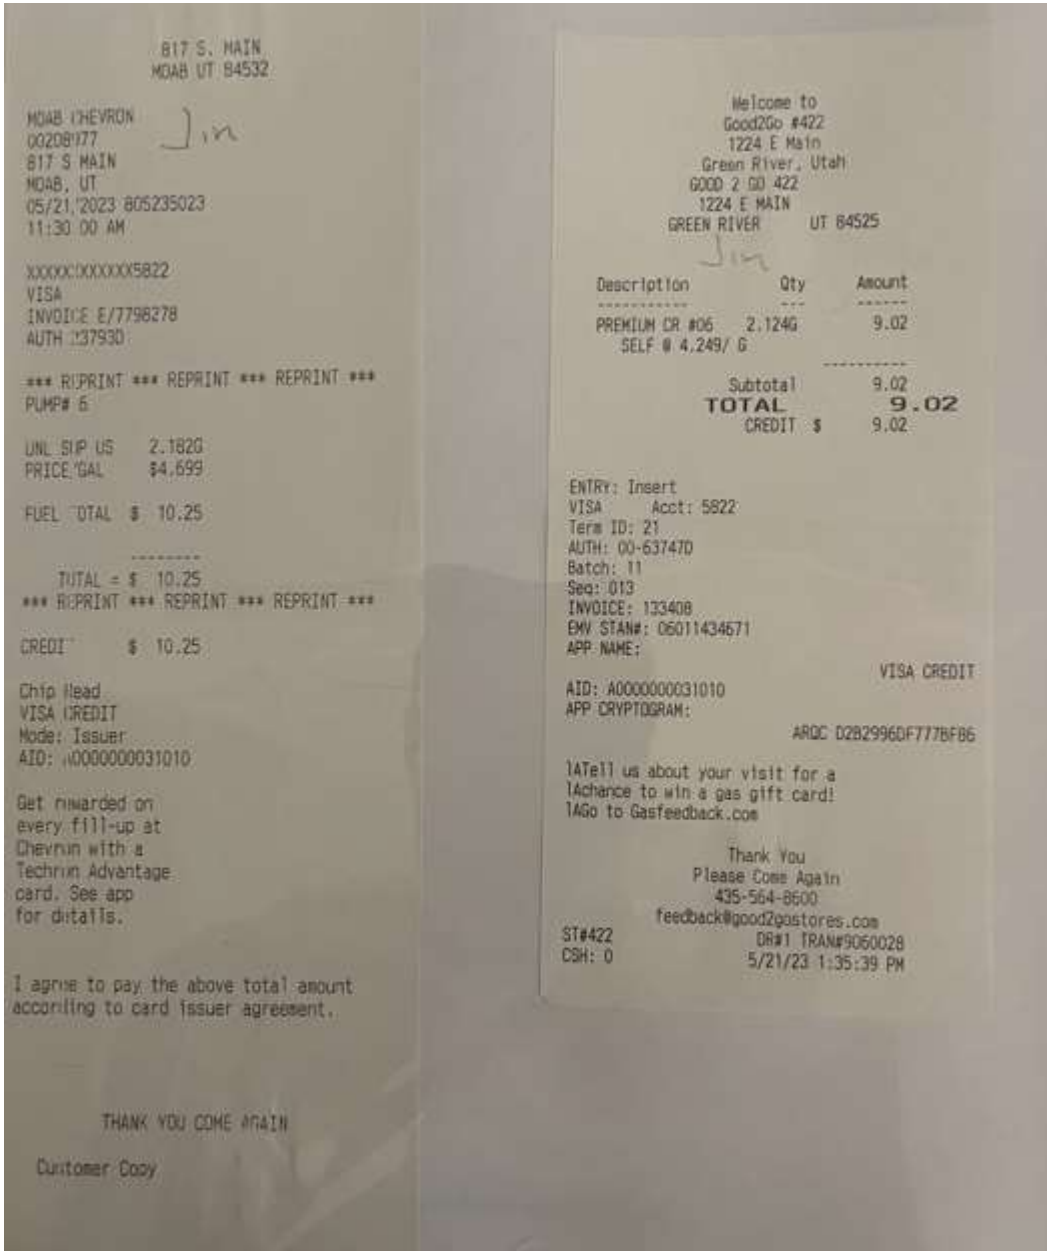 817 S. MAIN
MOAB UT 84532
MOAB CHEVRON
00208977
817 S MAIN
MOAB, UT
05/21/2023 805235023
11:30:00 AM
XXXXXXXXXXXX5822
VISA
INVOICE E/7798278
AUTH 37930
*** REPRINT *** REPRINT *** REPRINT ***
PUMP# 6
UNL SUP US 2.182G
PRICE/GAL $4.699
FUEL TOTAL $ 10.25
--------
TOTAL = $ 10.25
*** REPRINT *** REPRINT *** REPRINT ***
CREDIT $ 10.25
Chip Read
VISA CREDIT
Mode: Issuer
AID: A0000000031010
Get rewarded on
every fill-up at
Chevron with a
Techron Advantage
card. See app
for details.
I agree to pay the above total amount
according to card issuer agreement.
THANK YOU COME AGAIN
Customer Copy
Welcome to
Good2Go #422
1224 E Main
Green River, Utah
GOOD 2 GO 422
1224 E MAIN
GREEN RIVER UT 84525
Description Qty Amount
----------- --- ------
PREMIUM CR #06 2.124G 9.02
SELF @ 4.249/ G
----------
Subtotal 9.02
TOTAL 9.02
CREDIT $ 9.02
ENTRY: Insert
VISA Acct: 5822
Term ID: 21
AUTH: 00-63747D
Batch: 11
Seq: 013
INVOICE: 133408
EMV STAN#: 06011434671
APP NAME:
VISA CREDIT
AID: A0000000031010
APP CRYPTOGRAM:
ARQC D2B2996DF777BF86
lATell us about your visit for a
lAchance to win a gas gift card!
lAGo to Gasfeedback.com
Thank You
Please Come Again
435-564-8600
feedback@good2gostores.com
ST#422 DR#1 TRAN#9060028
CSH: 0 5/21/23 1:35:39 PM